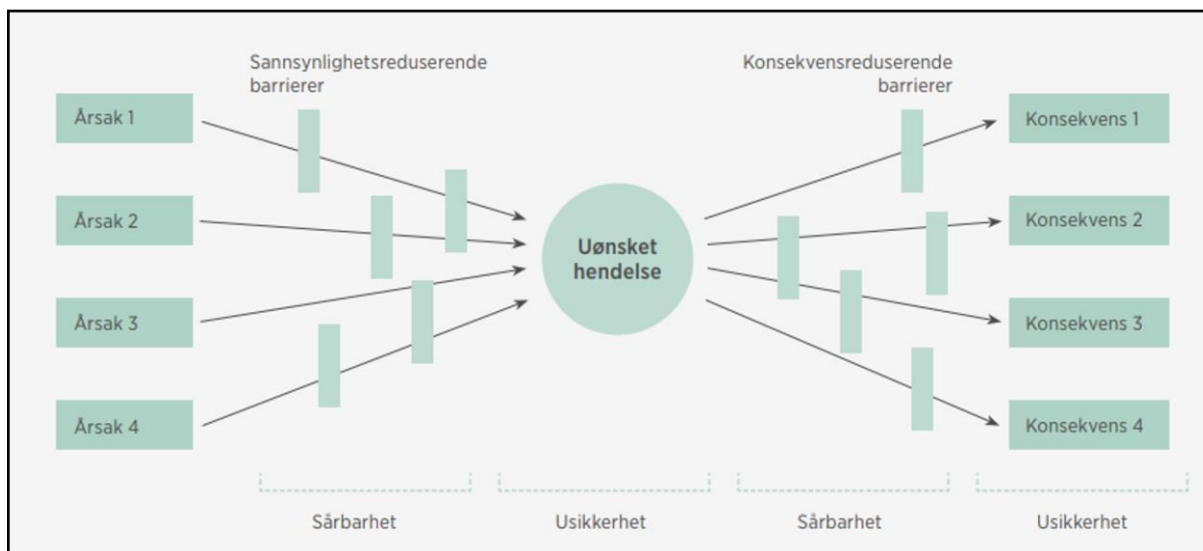 Sannsynlighetsreduserende
barrierer
Konsekvensreduserende
barrierer
Årsak 1
Årsak 2
Årsak 3
Årsak 4
Uønsket
hendelse
Konsekvens 1
Konsekvens 2
Konsekvens 3
Konsekvens 4
Sårbarhet
Usikkerhet
Sårbarhet
Usikkerhet